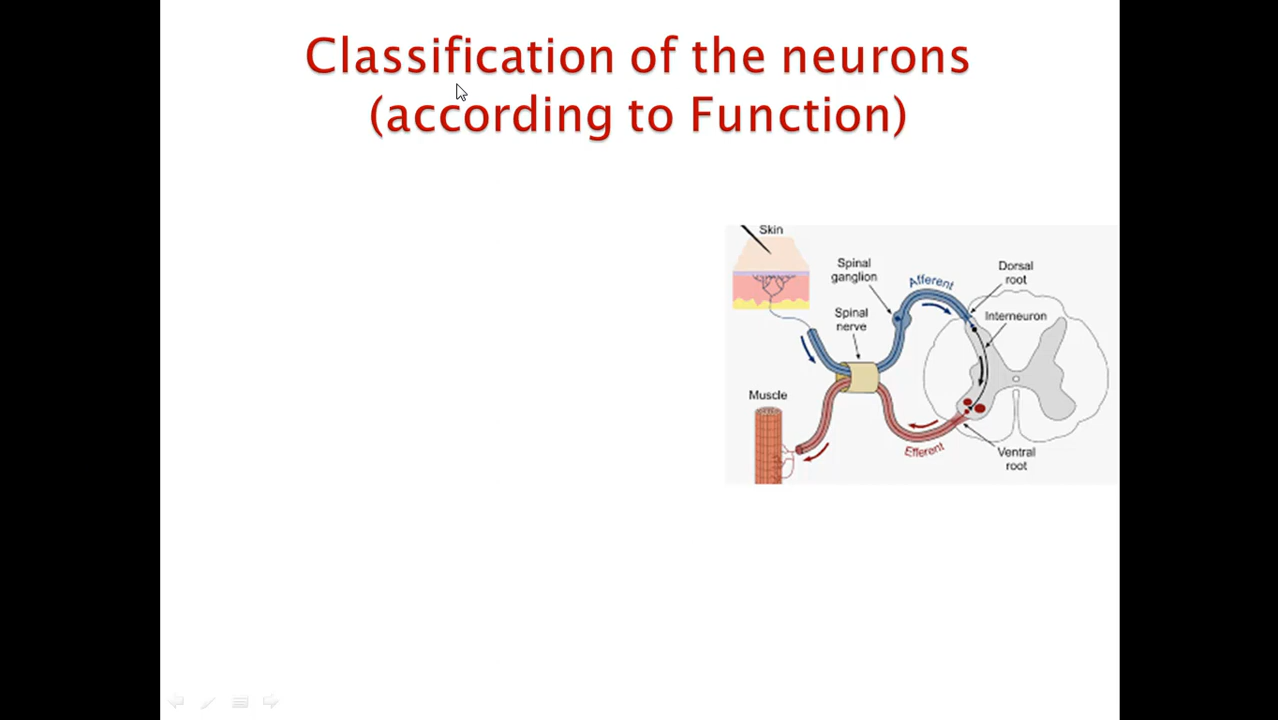 Classification of the neurons
(according to Function)
Skin
Spinal
ganglion
Afferent
Dorsal
root
Spinal
nerve
Interneuron
Muscle
Efferent
Ventral
root